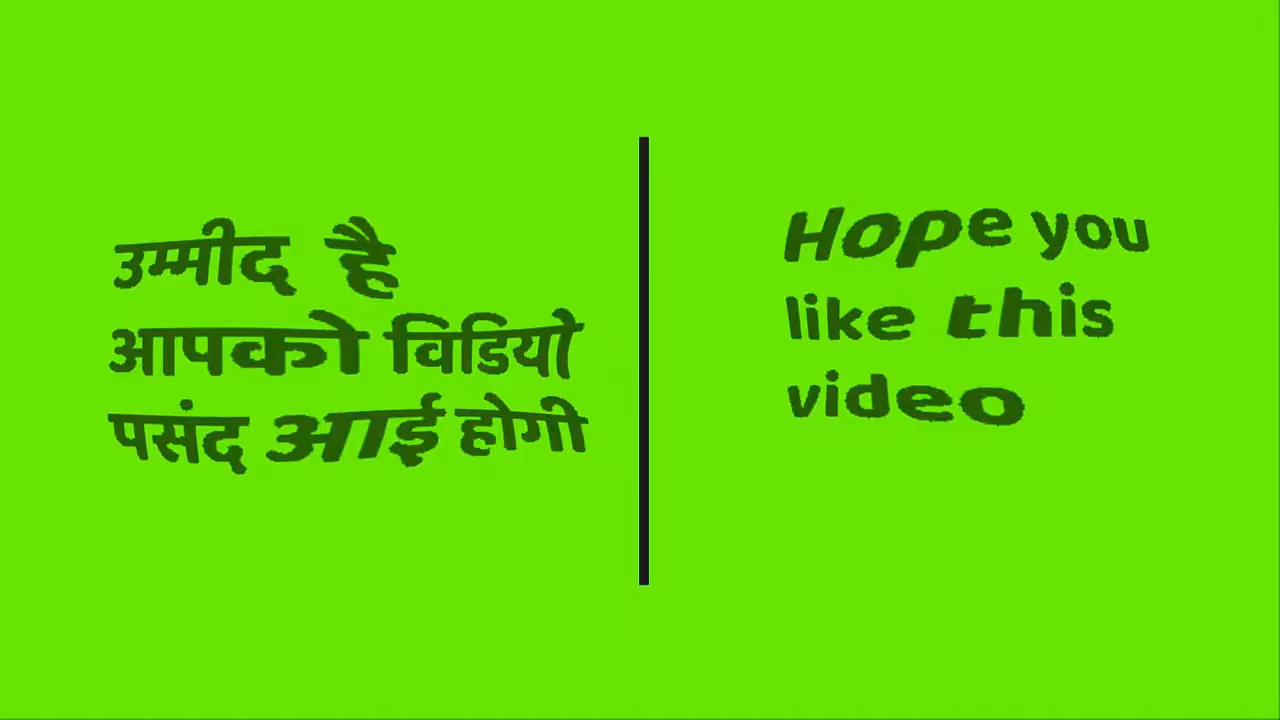 उम्मीद है
आपको विडियो
पसंद आई होगी
Hope you
like this
video